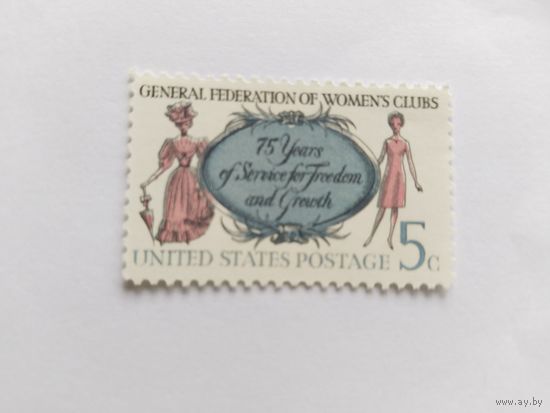 GENERAL FEDERATION OF WOMEN'S CLUBS
75 Years
of Service for Freedom
and Growth
UNITED STATES POSTAGE 5c
www.ay.by